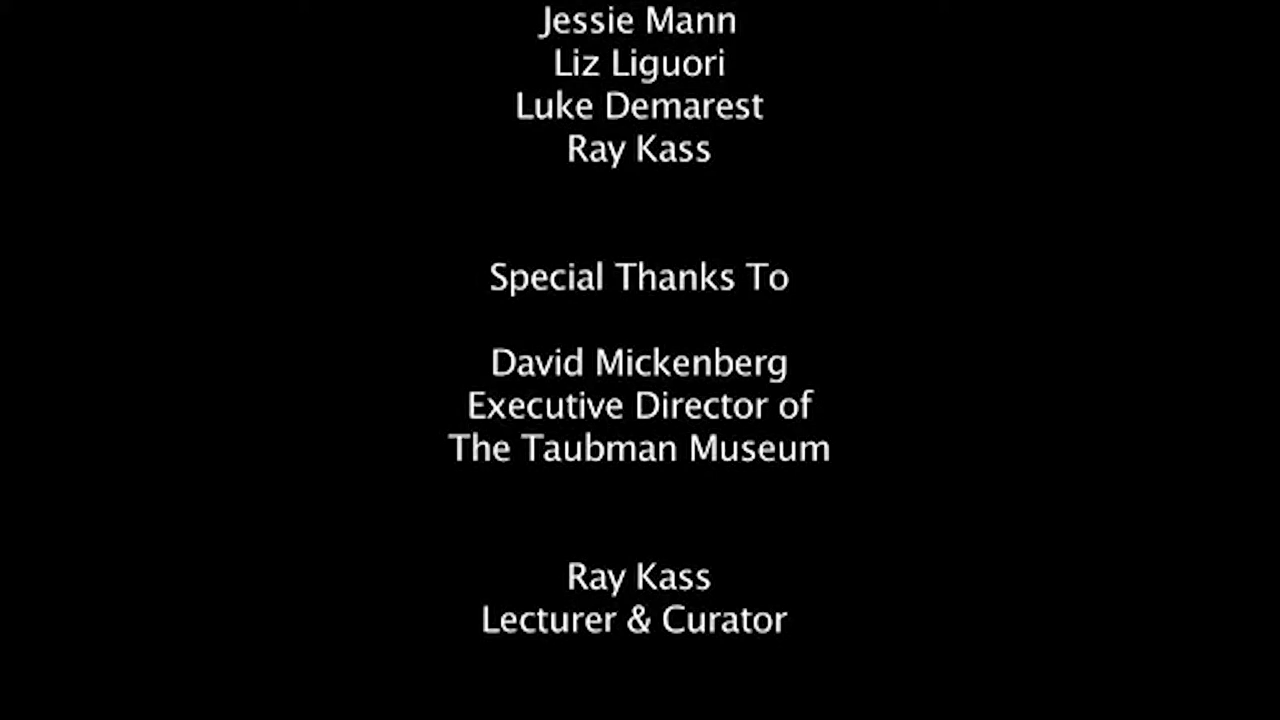 Jessie Mann
Liz Liguori
Luke Demarest
Ray Kass
Special Thanks To
David Mickenberg
Executive Director of
The Taubman Museum
Ray Kass
Lecturer & Curator